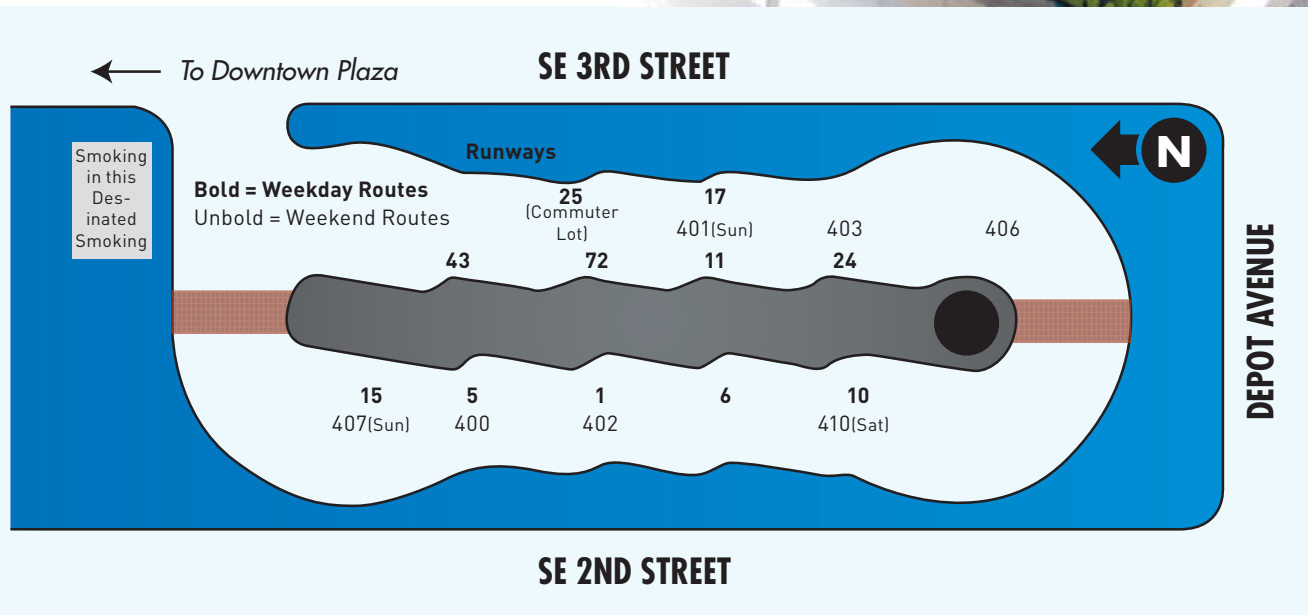 To Downtown Plaza
SE 3RD STREET
N
Smoking
in this
Des-
inated
Smoking
Runways
Bold = Weekday Routes
Unbold = Weekend Routes
25
(Commuter
Lot)
17
401(Sun)
403
406
43
72
11
24
DEPOT AVENUE
15
5
1
6
10
407(Sun)
400
402
410(Sat)
SE 2ND STREET